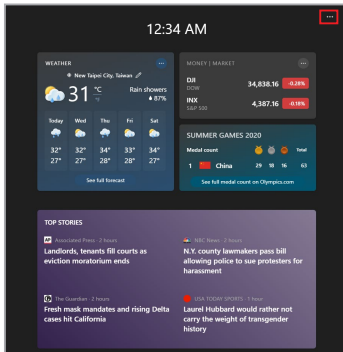 12:34 AM
WEATHER
New Taipei City, Taiwan
31 °C
Rain showers
87%
Today Wed Thu Fri Sat
32° 32° 34° 33° 34°
27° 27° 28° 28° 27°
See full forecast
MONEY | MARKET
DJI 34,838.16 -0.28%
DOW
INX 4,387.16 -0.18%
S&P 500
SUMMER GAMES 2020
Medal count Total
1 China 29 18 16 63
See full medal count on Olympics.com
TOP STORIES
AP Associated Press · 2 hours
Landlords, tenants fill courts as
eviction moratorium ends
NBC News · 2 hours
N.Y. county lawmakers pass bill
allowing police to sue protesters for
harassment
The Guardian · 2 hours
Fresh mask mandates and rising Delta
cases hit California
USA TODAY SPORTS · 1 hour
Laurel Hubbard would rather not
carry the weight of transgender
history